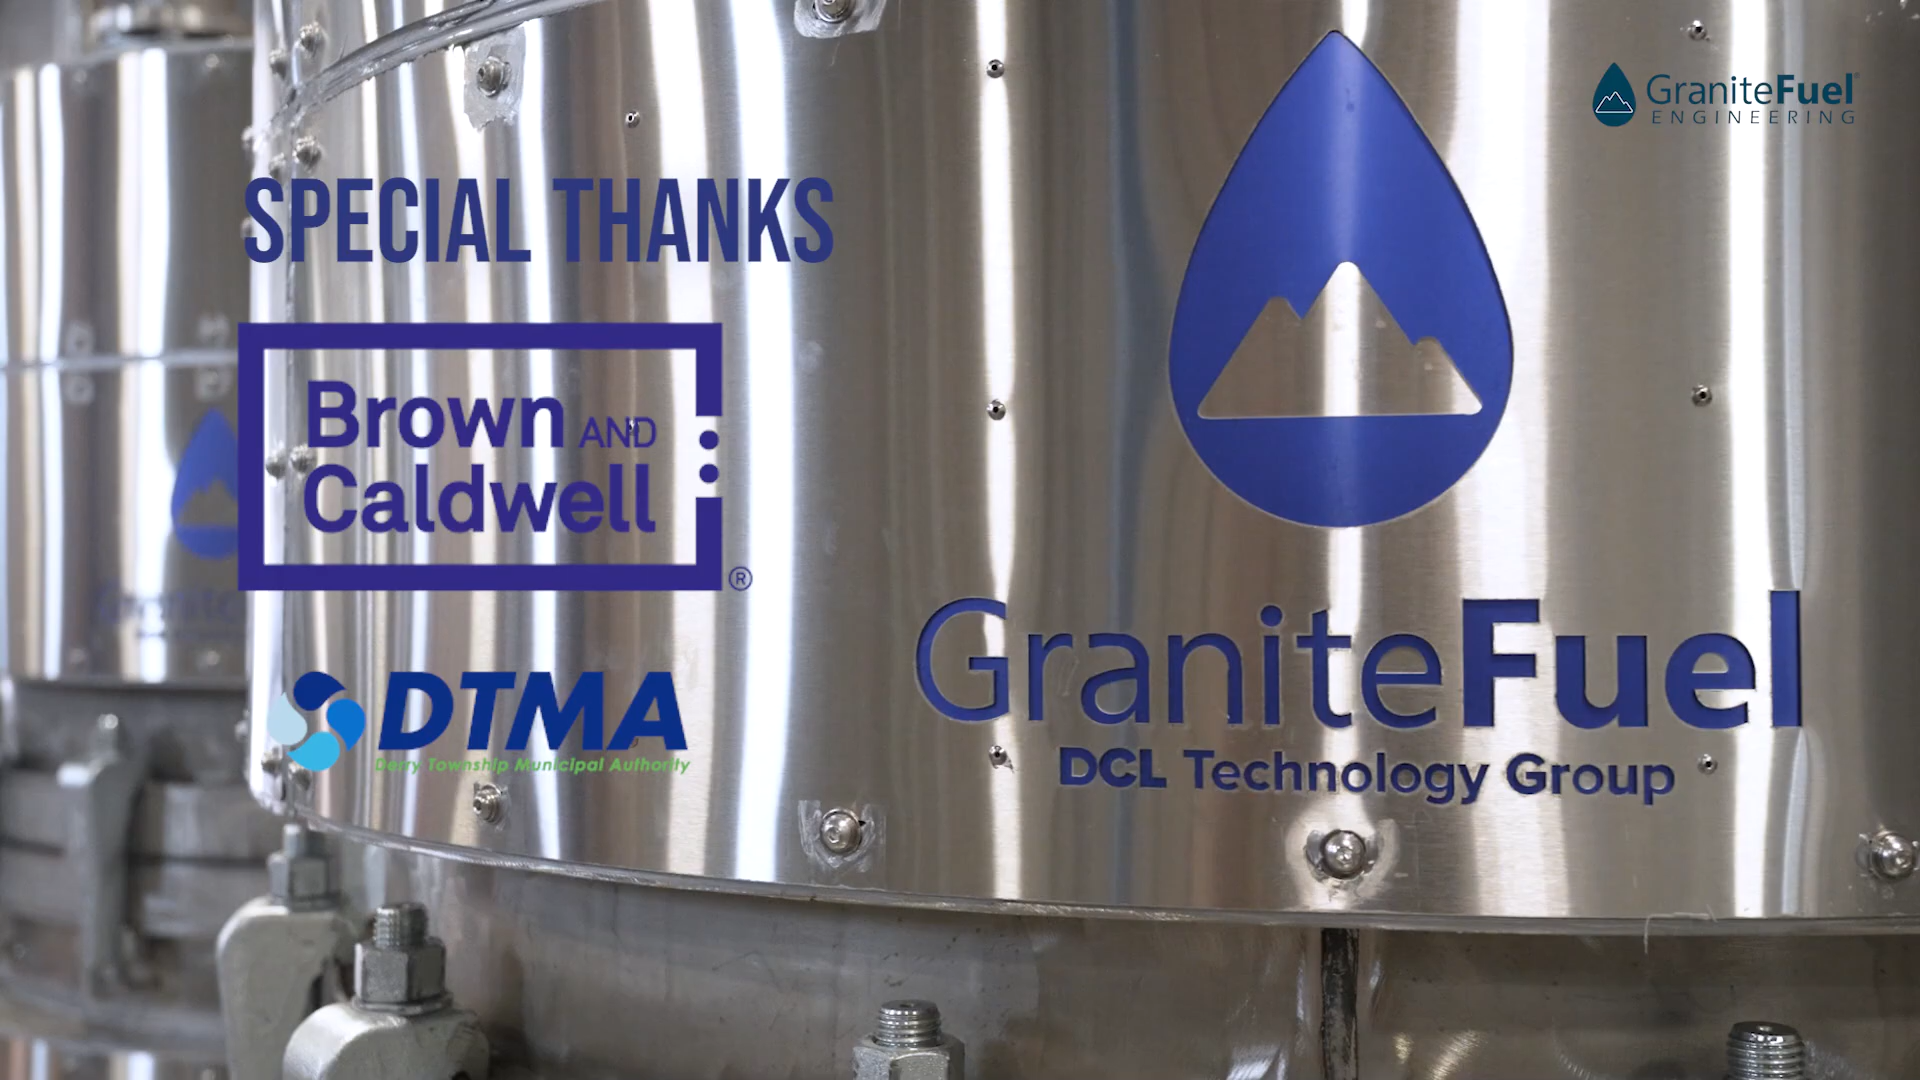 GraniteFuel
ENGINEERING
SPECIAL THANKS
Brown AND
Caldwell
®
DTMA
Derry Township Municipal Authority
GraniteFuel
DCL Technology Group